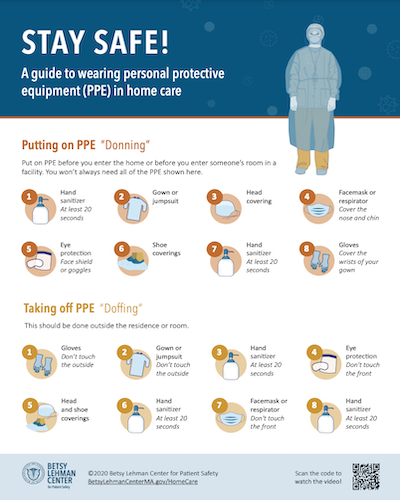 STAY SAFE!
A guide to wearing personal protective
equipment (PPE) in home care
Putting on PPE "Donning"
Put on PPE before you enter the home or before you enter someone's room in a
facility. You won't always need all of the PPE shown here.
1
Hand
sanitizer
At least 20
seconds
2
Gown or
jumpsuit
3
Head
covering
4
Facemask or
respirator
Cover the
nose and chin
5
Eye
protection
Face shield
or goggles
6
Shoe
coverings
7
Hand
sanitizer
At least 20
seconds
8
Gloves
Cover the
wrists of your
gown
Taking off PPE "Doffing"
This should be done outside the residence or room.
1
Gloves
Don't touch
the outside
2
Gown or
jumpsuit
Don't touch
the outside
3
Hand
sanitizer
At least 20
seconds
4
Eye
protection
Don't touch
the front
5
Head
and shoe
coverings
6
Hand
sanitizer
At least 20
seconds
7
Facemask or
respirator
Don't touch
the front
8
Hand
sanitizer
At least 20
seconds
BETSY
LEHMAN
CENTER
for Patient Safety
©2020 Betsy Lehman Center for Patient Safety
BetsyLehmanCenterMA.gov/HomeCare
Scan the code to
watch the video!